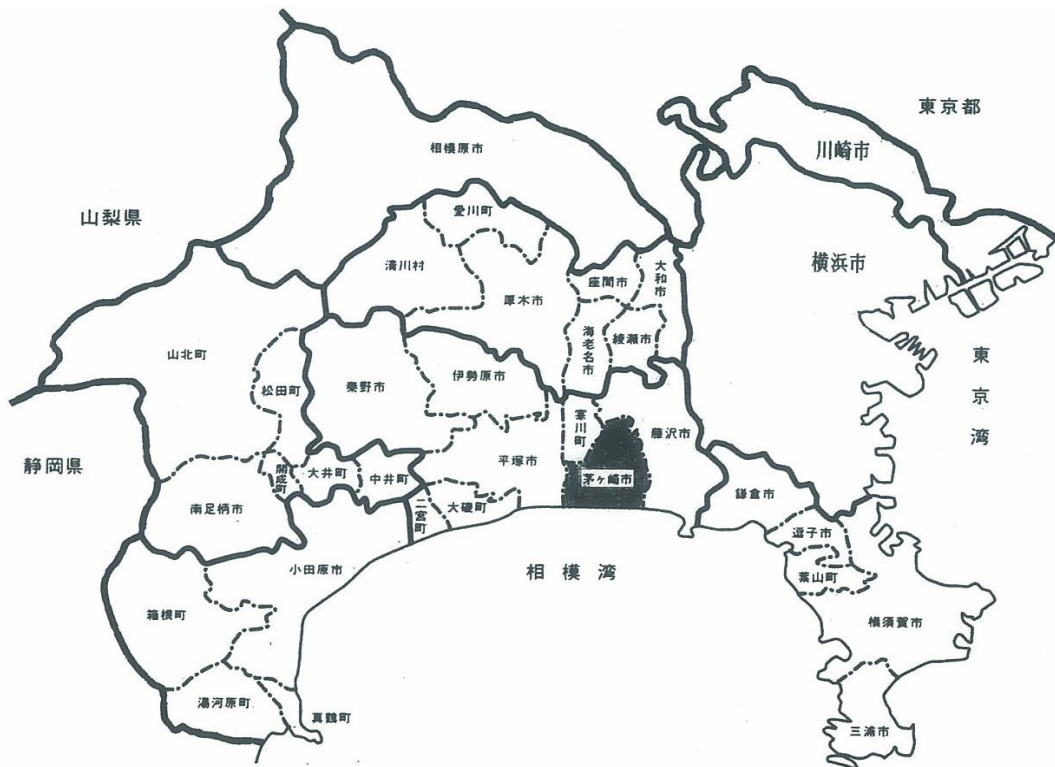 東京都
川崎市
相模原市
山梨県
愛川町
横浜市
清川村
座間市
大和市
厚木市
東京湾
海老名市
綾瀬市
山北町
松田町
秦野市
伊勢原市
寒川町
藤沢市
静岡県
平塚市
開成町
大井町
中井町
茅ヶ崎市
鎌倉市
南足柄市
二宮町
大磯町
逗子市
小田原市
相模湾
葉山町
箱根町
横須賀市
湯河原町
真鶴町
三浦市